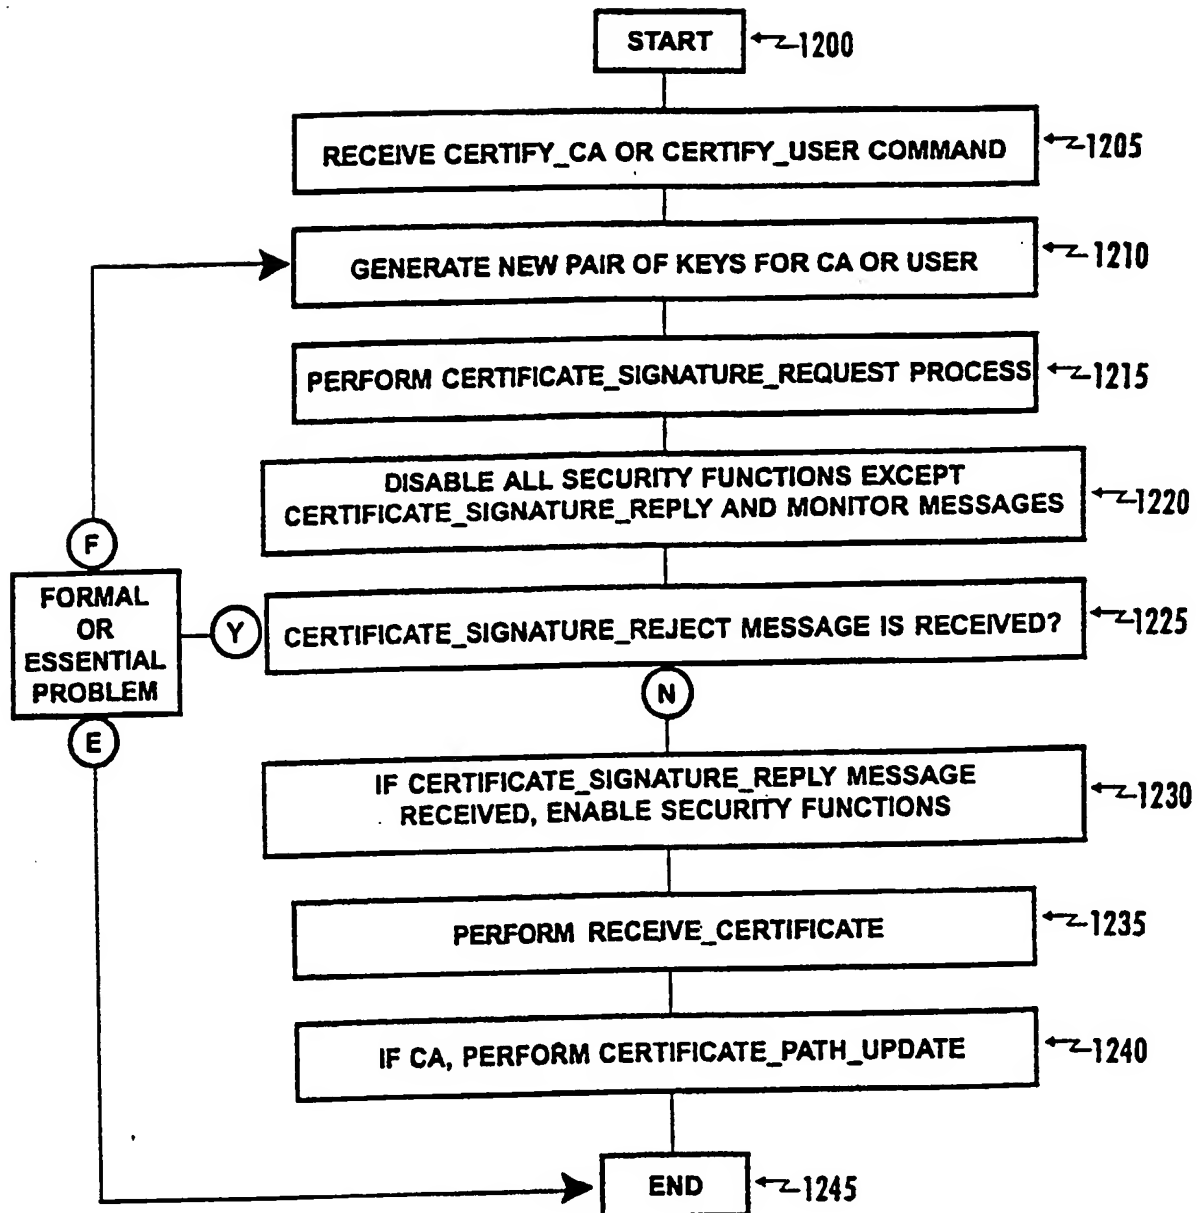 START
1200
RECEIVE CERTIFY_CA OR CERTIFY_USER COMMAND
1205
GENERATE NEW PAIR OF KEYS FOR CA OR USER
1210
PERFORM CERTIFICATE_SIGNATURE_REQUEST PROCESS
1215
DISABLE ALL SECURITY FUNCTIONS EXCEPT
CERTIFICATE_SIGNATURE_REPLY AND MONITOR MESSAGES
1220
F
FORMAL
OR
ESSENTIAL
PROBLEM
Y
E
CERTIFICATE_SIGNATURE_REJECT MESSAGE IS RECEIVED?
1225
N
IF CERTIFICATE_SIGNATURE_REPLY MESSAGE
RECEIVED, ENABLE SECURITY FUNCTIONS
1230
PERFORM RECEIVE_CERTIFICATE
1235
IF CA, PERFORM CERTIFICATE_PATH_UPDATE
1240
END
1245